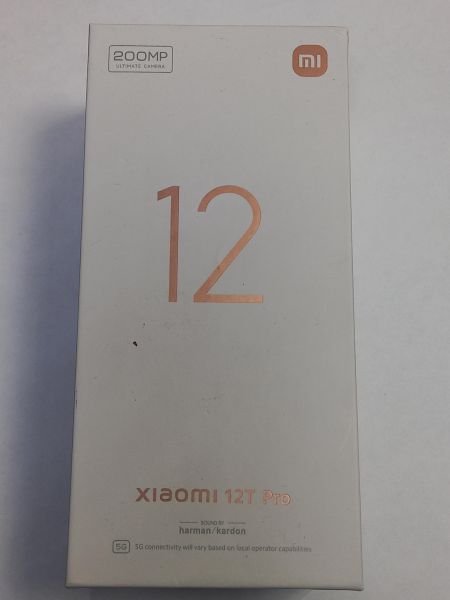 200MP
ULTIMATE CAMERA
mi
12
XIAOMI 12T Pro
SOUND BY
harman/kardon
5G 5G connectivity will vary based on local operator capabilities